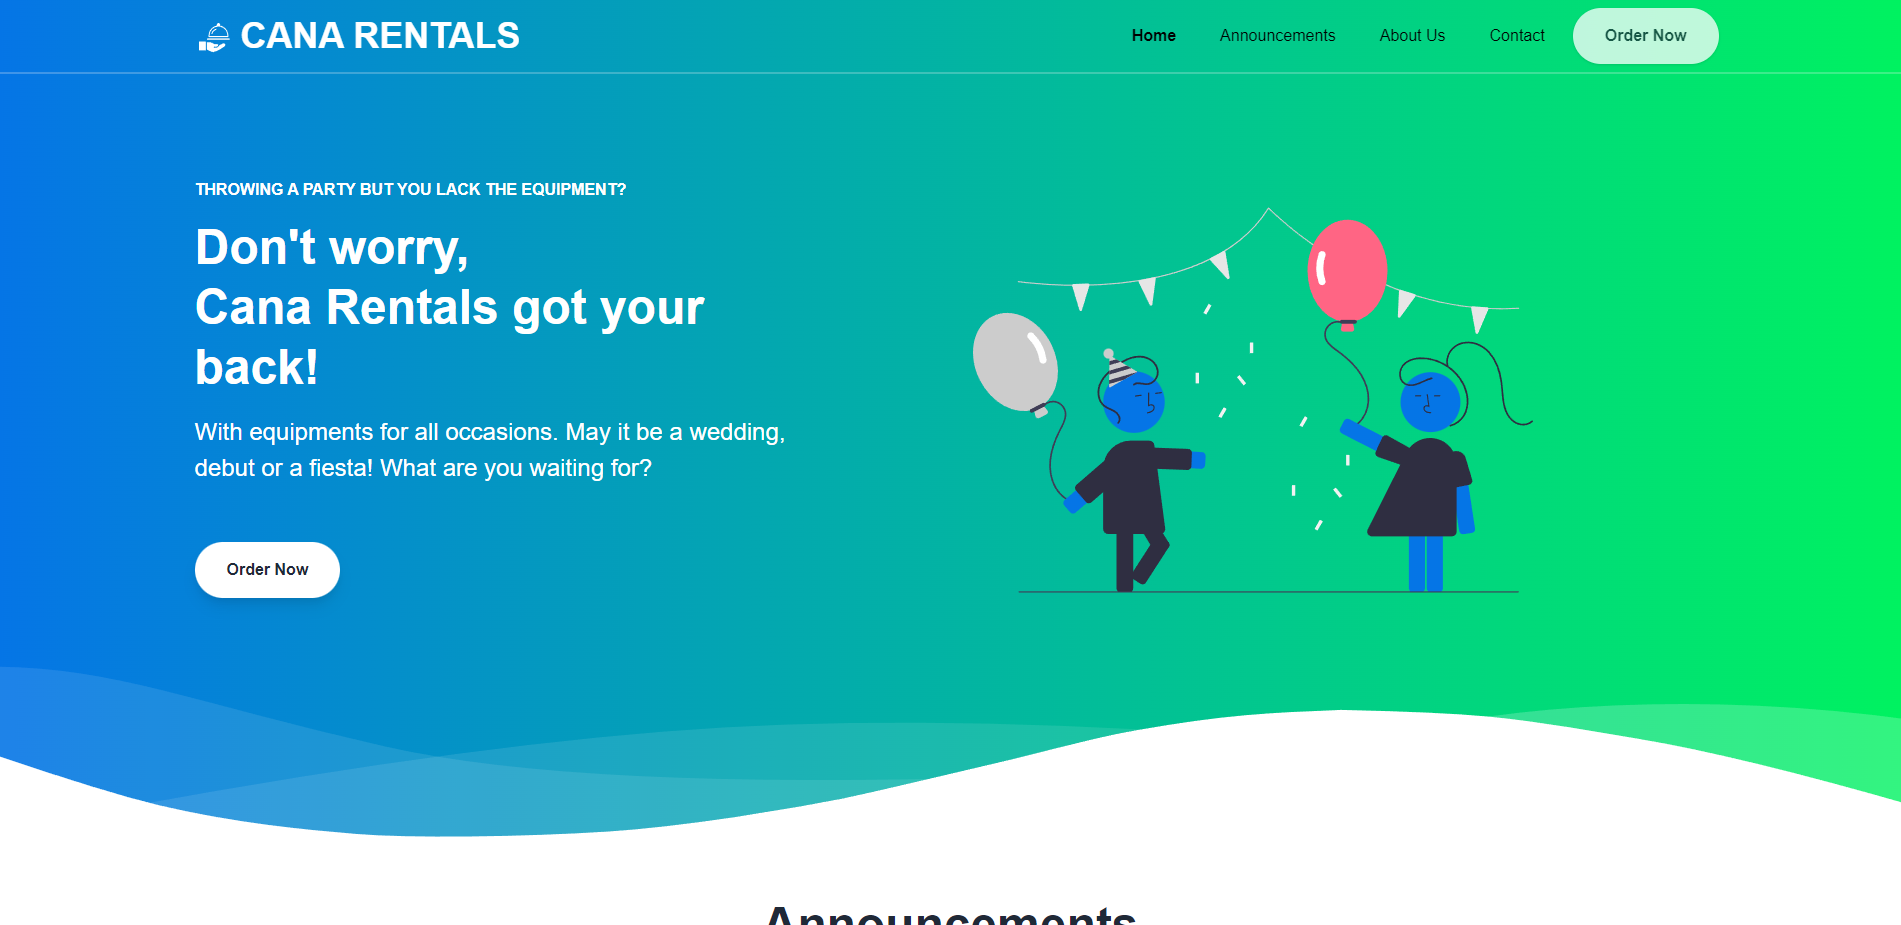 CANA RENTALS
Home
Announcements
About Us
Contact
Order Now
THROWING A PARTY BUT YOU LACK THE EQUIPMENT?
Don't worry,
Cana Rentals got your
back!
With equipments for all occasions. May it be a wedding,
debut or a fiesta! What are you waiting for?
Order Now
Announcements